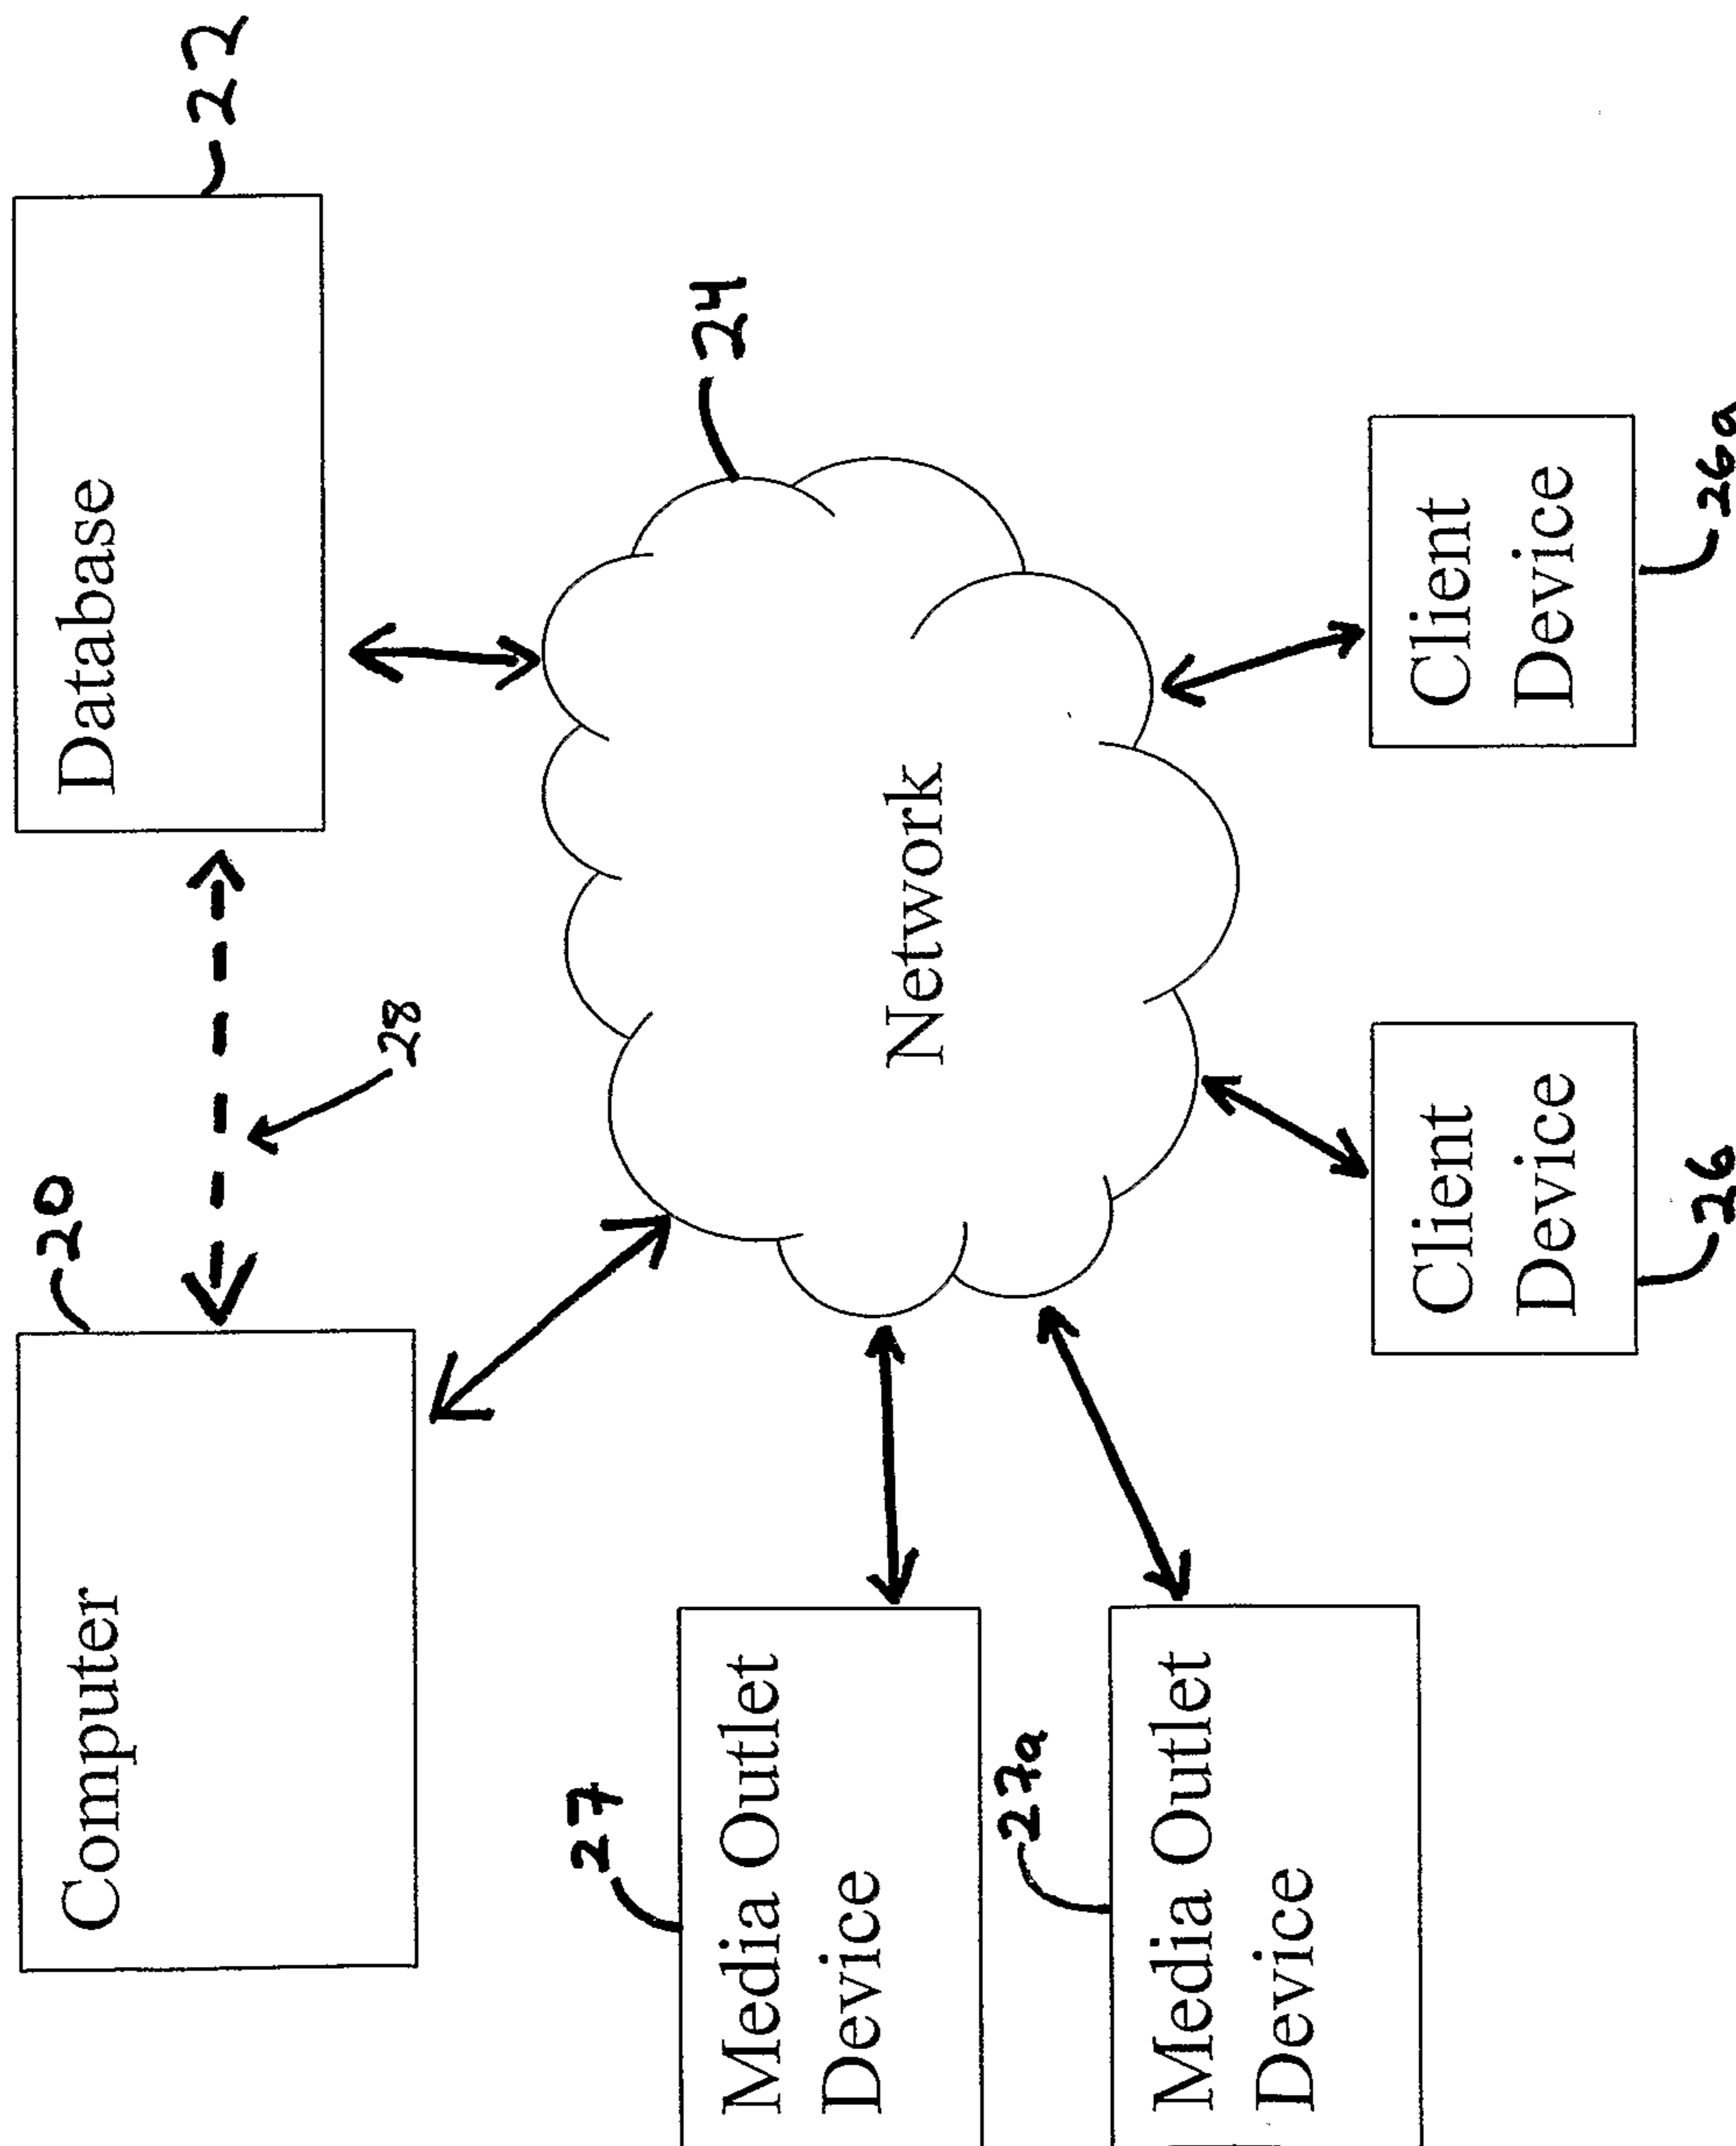 20
Computer
28
22
Database
24
Network
27
Media Outlet
Device
27a
Media Outlet
Device
26
Client
Device
26a
Client
Device